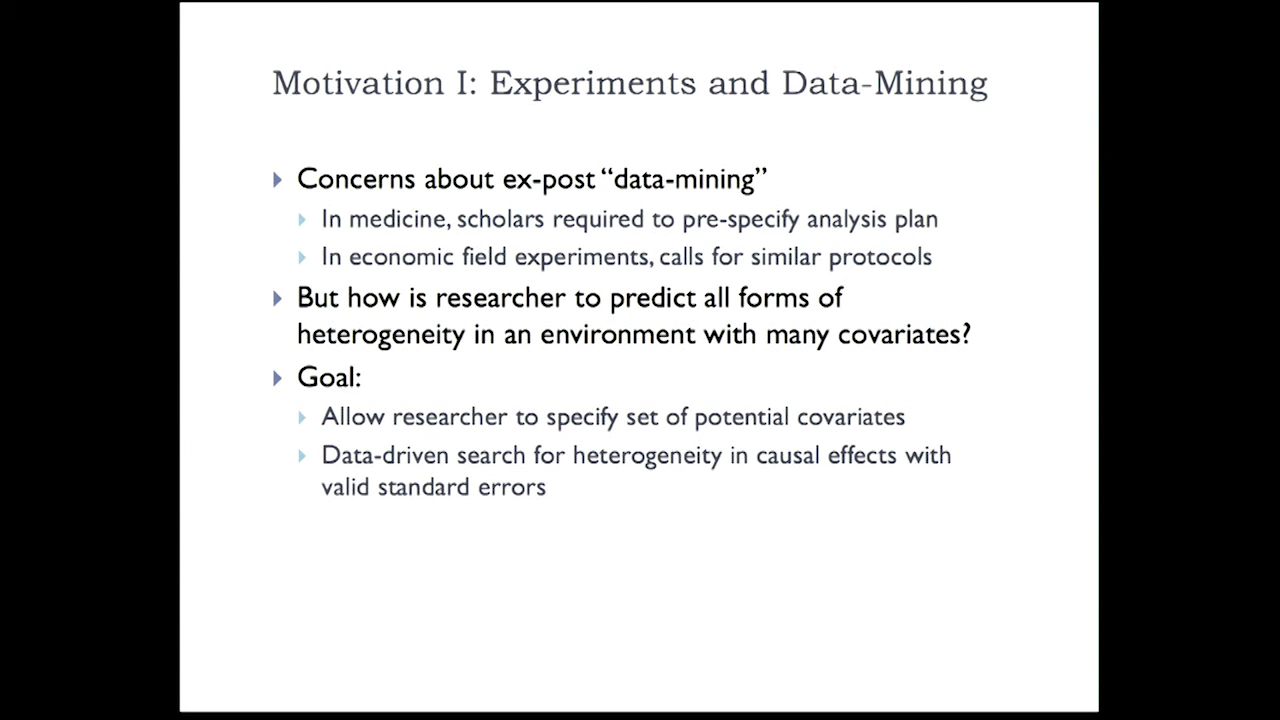 Motivation I: Experiments and Data-Mining
Concerns about ex-post “data-mining”
In medicine, scholars required to pre-specify analysis plan
In economic field experiments, calls for similar protocols
But how is researcher to predict all forms of
heterogeneity in an environment with many covariates?
Goal:
Allow researcher to specify set of potential covariates
Data-driven search for heterogeneity in causal effects with
valid standard errors